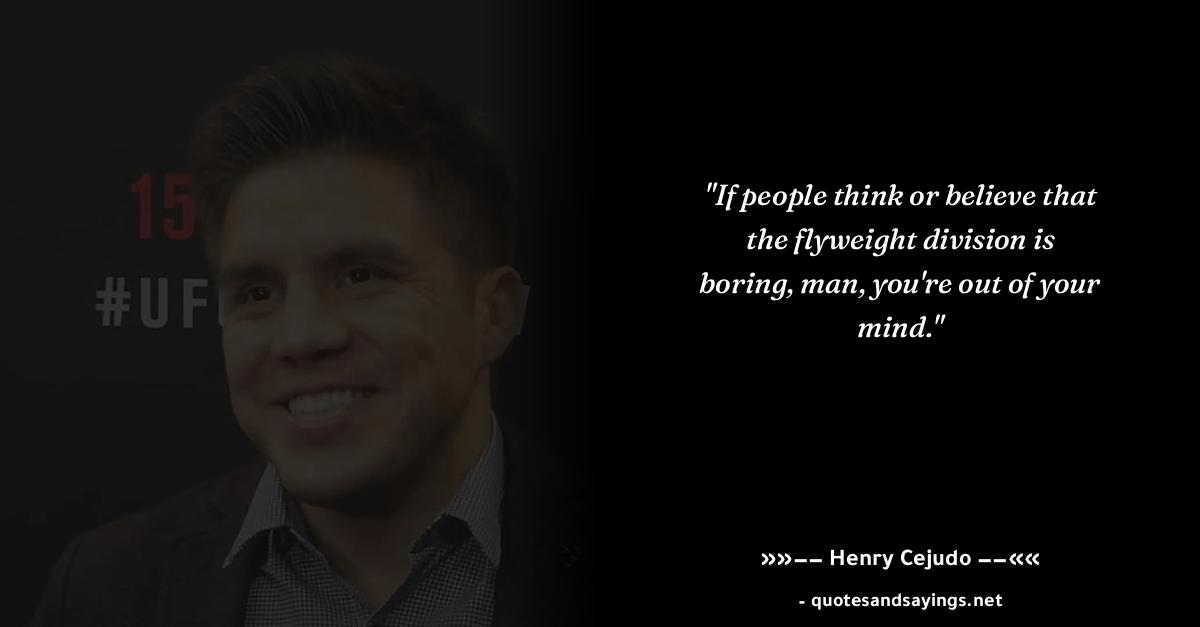 15
#UF
"If people think or believe that
the flyweight division is
boring, man, you're out of your
mind."
»»—— Henry Cejudo ——««
- quotesandsayings.net